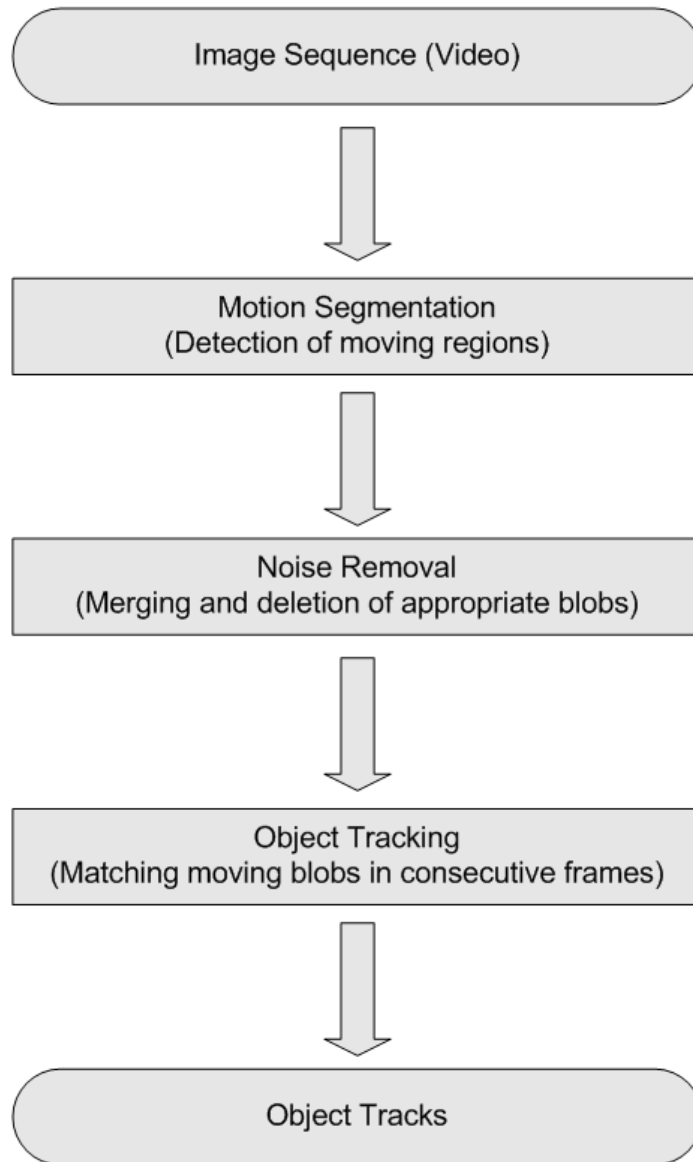 Image Sequence (Video)
Motion Segmentation
(Detection of moving regions)
Noise Removal
(Merging and deletion of appropriate blobs)
Object Tracking
(Matching moving blobs in consecutive frames)
Object Tracks